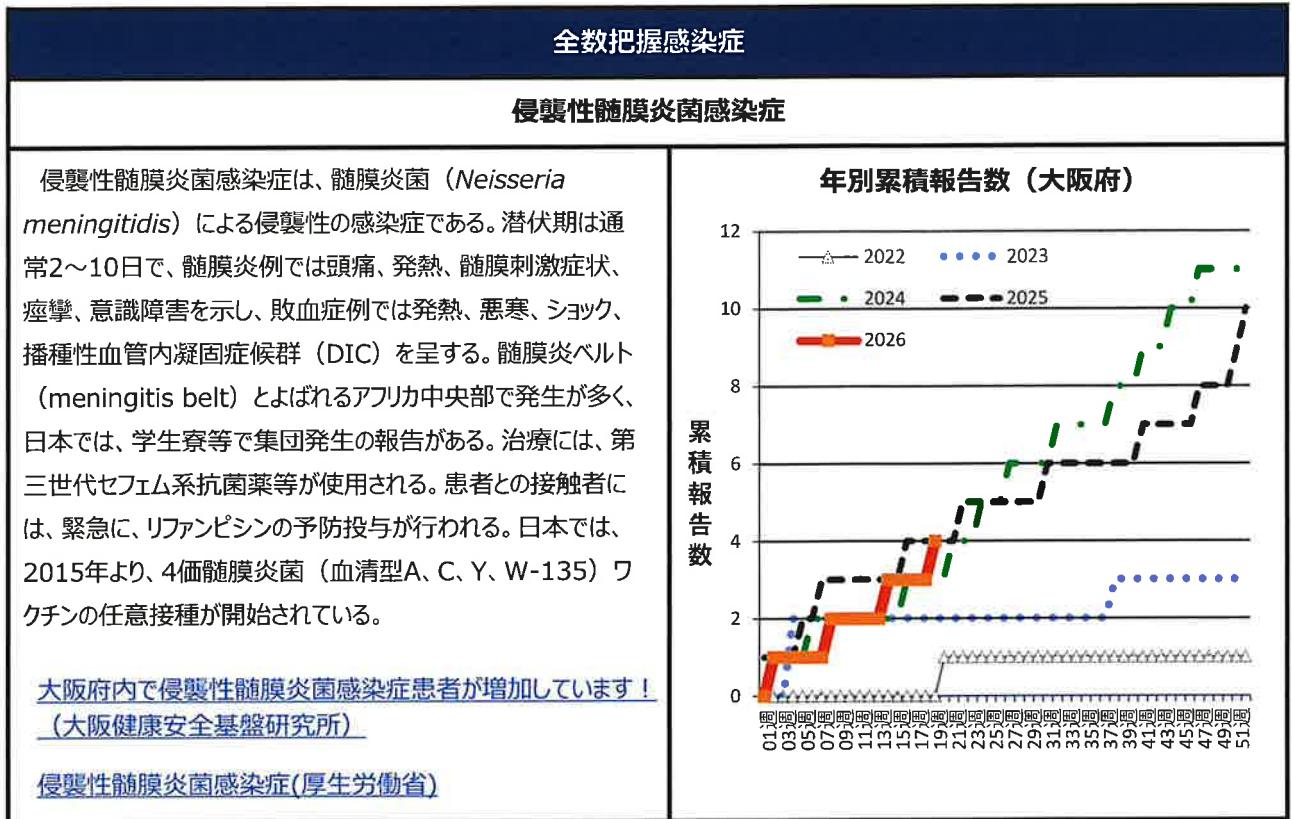 全数把握感染症
侵襲性髄膜炎菌感染症
侵襲性髄膜炎菌感染症は、髄膜炎菌（Neisseria
meningitidis）による侵襲性の感染症である。潜伏期は通
常2～10日で、髄膜炎例では頭痛、発熱、髄膜刺激症状、
痙攣、意識障害を示し、敗血症例では発熱、悪寒、ショック、
播種性血管内凝固症候群（DIC）を呈する。髄膜炎ベルト
（meningitis belt）とよばれるアフリカ中央部で発生が多く、
日本では、学生寮等で集団発生の報告がある。治療には、第
三世代セフェム系抗菌薬等が使用される。患者との接触者に
は、緊急に、リファンピシンの予防投与が行われる。日本では、
2015年より、4価髄膜炎菌（血清型A、C、Y、W-135）ワ
クチンの任意接種が開始されている。
大阪府内で侵襲性髄膜炎菌感染症患者が増加しています！
（大阪健康安全基盤研究所）
侵襲性髄膜炎菌感染症(厚生労働省)
年別累積報告数（大阪府）
12
10
8
6
4
2
0
累積報告数
2022
2023
2024
2025
2026
01週
03週
05週
07週
09週
11週
13週
15週
17週
19週
21週
23週
25週
27週
29週
31週
33週
35週
37週
39週
41週
43週
45週
47週
49週
51週